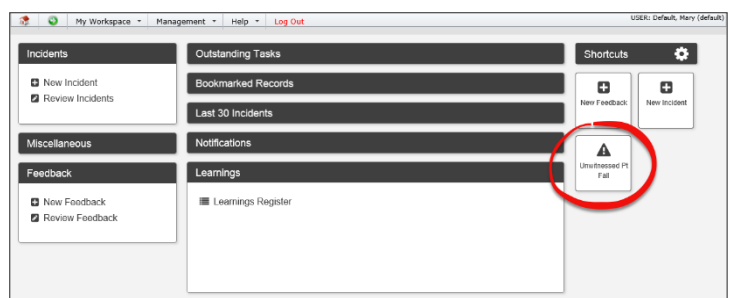 My Workspace Management Help Log Out
USER: Default, Mary (default)
Incidents
New Incident
Review Incidents
Miscellaneous
Feedback
New Feedback
Review Feedback
Outstanding Tasks
Bookmarked Records
Last 30 Incidents
Notifications
Learnings
Learnings Register
Shortcuts
New Feedback
New Incident
Unwitnessed Pt
Fall